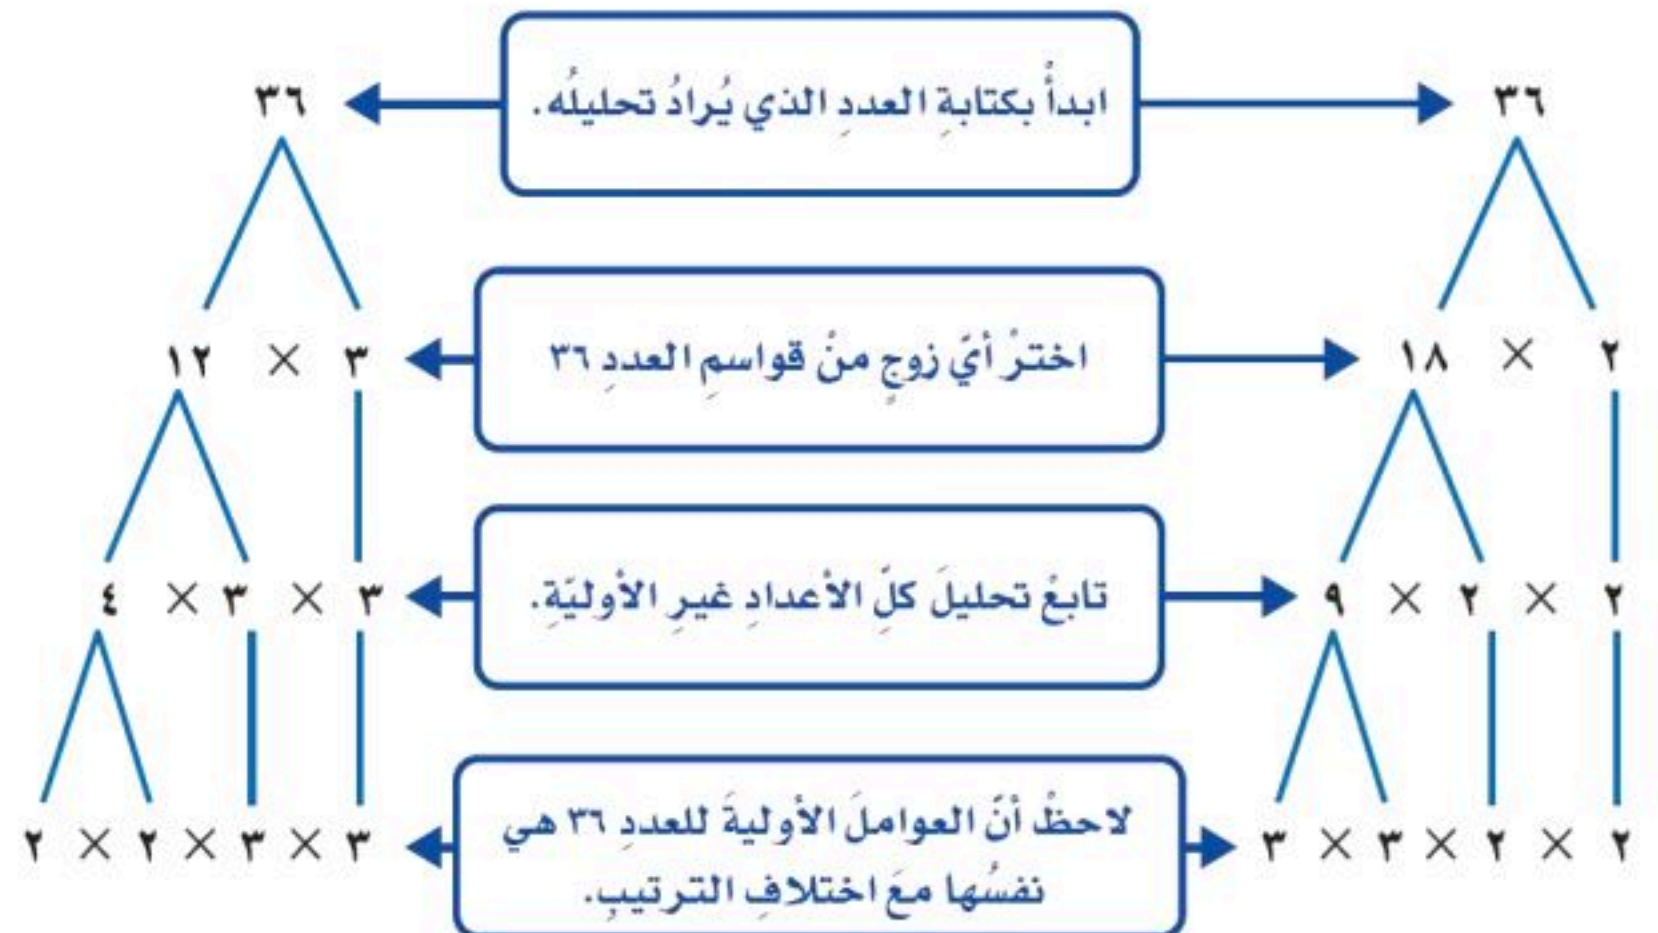 ٣٦
ابدأْ بكتابةِ العددِ الذي يُرادُ تحليلُه.
٣٦
٢ × ١٨
اخترْ أيَّ زوجٍ منْ قواسمِ العددِ ٣٦
٣ × ١٢
٢ × ٢ × ٩
تابعْ تحليلَ كلِّ الأعدادِ غيرِ الأوليّةِ.
٣ × ٣ × ٤
٢ × ٢ × ٣ × ٣
لاحظْ أنَّ العواملَ الأوليةَ للعددِ ٣٦ هي
نفسُها معَ اختلافِ الترتيبِ.
٣ × ٣ × ٢ × ٢